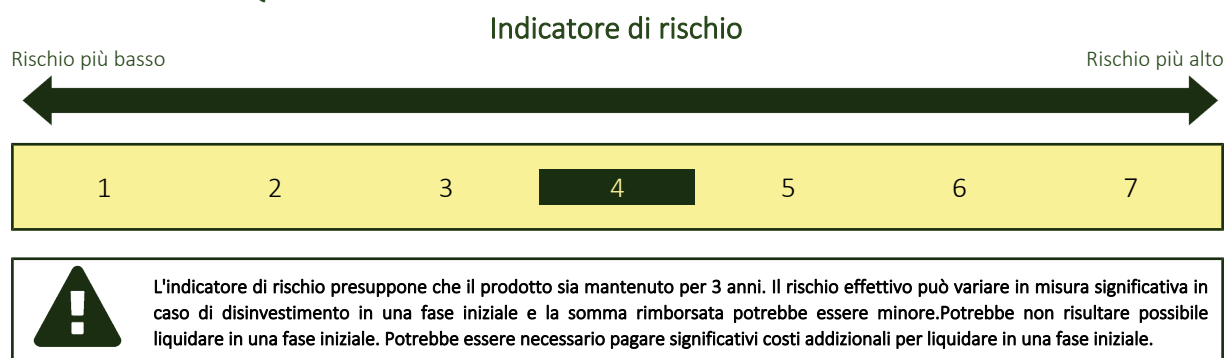 Indicatore di rischio
Rischio più basso
Rischio più alto
1 2 3 4 5 6 7
L'indicatore di rischio presuppone che il prodotto sia mantenuto per 3 anni. Il rischio effettivo può variare in misura significativa in
caso di disinvestimento in una fase iniziale e la somma rimborsata potrebbe essere minore.Potrebbe non risultare possibile
liquidare in una fase iniziale. Potrebbe essere necessario pagare significativi costi addizionali per liquidare in una fase iniziale.